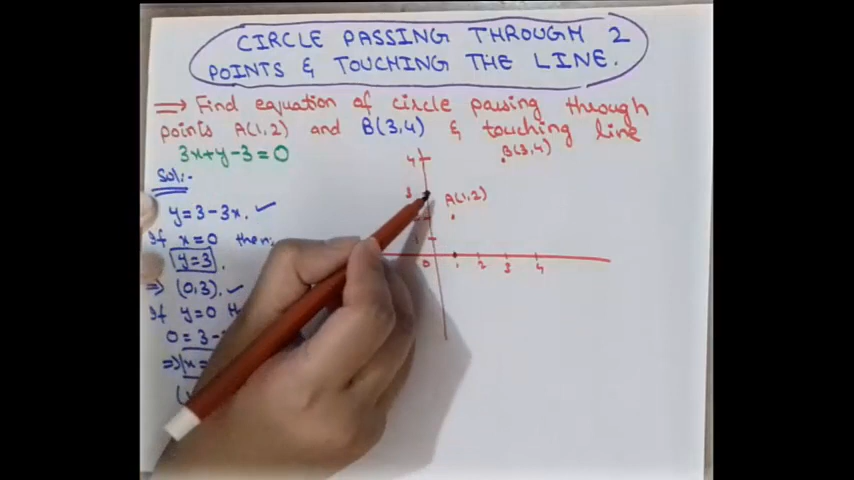 CIRCLE PASSING THROUGH 2
POINTS & TOUCHING THE LINE.
⇒ Find equation of circle passing through
points A(1,2) and B(3,4) & touching line
3x+y-3=0
Sol:-
y=3-3x. ✓
If x=0 then:
y=3.
⇒ (0,3). ✓
If y=0
0=3-
⇒
B(3,4)
A(1,2)
4
3
1
0 1 2 3 4